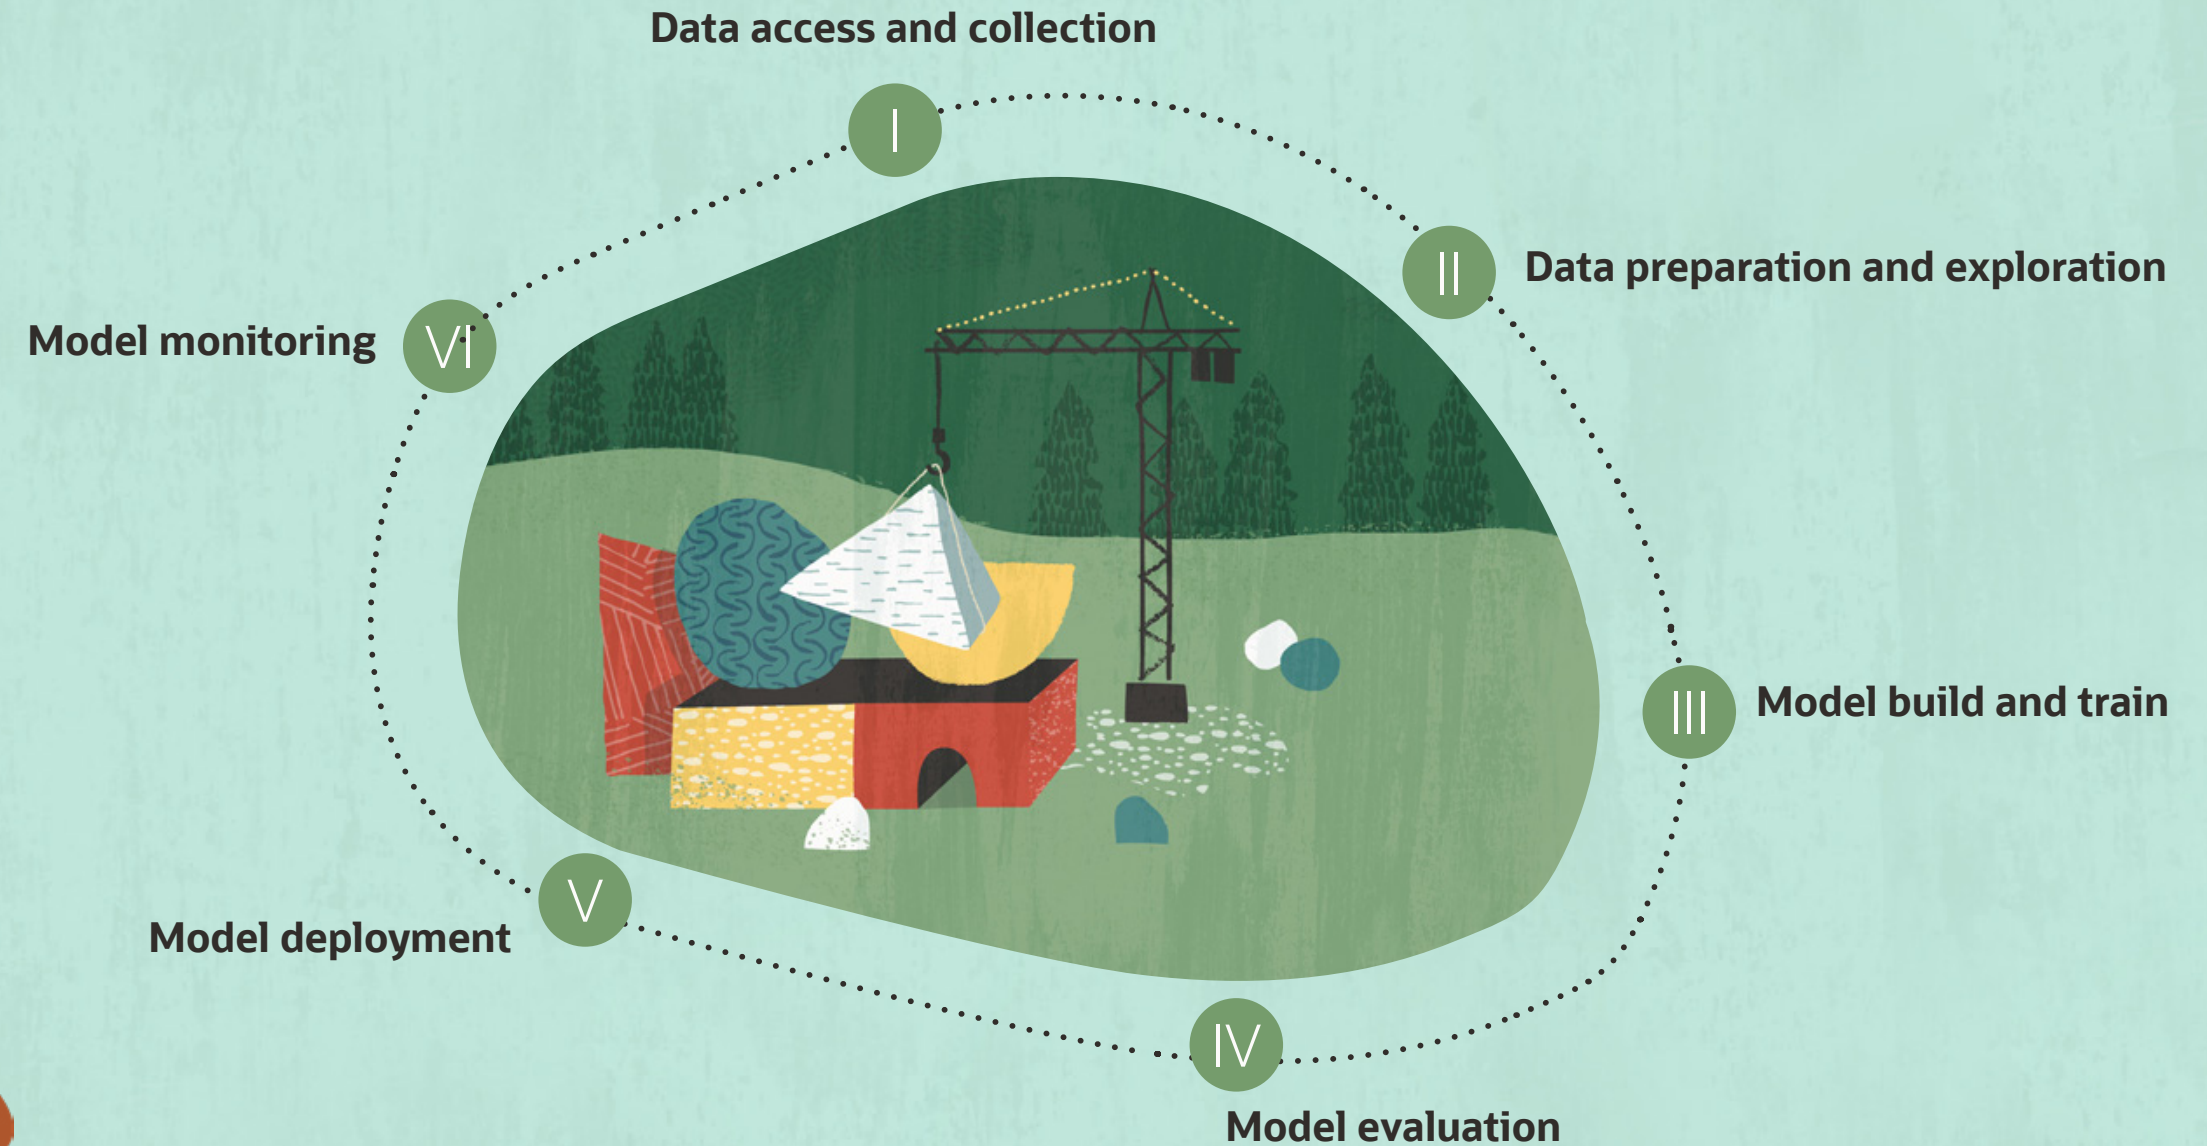 Data access and collection
I
II
Data preparation and exploration
VI
Model monitoring
III
Model build and train
V
Model deployment
IV
Model evaluation